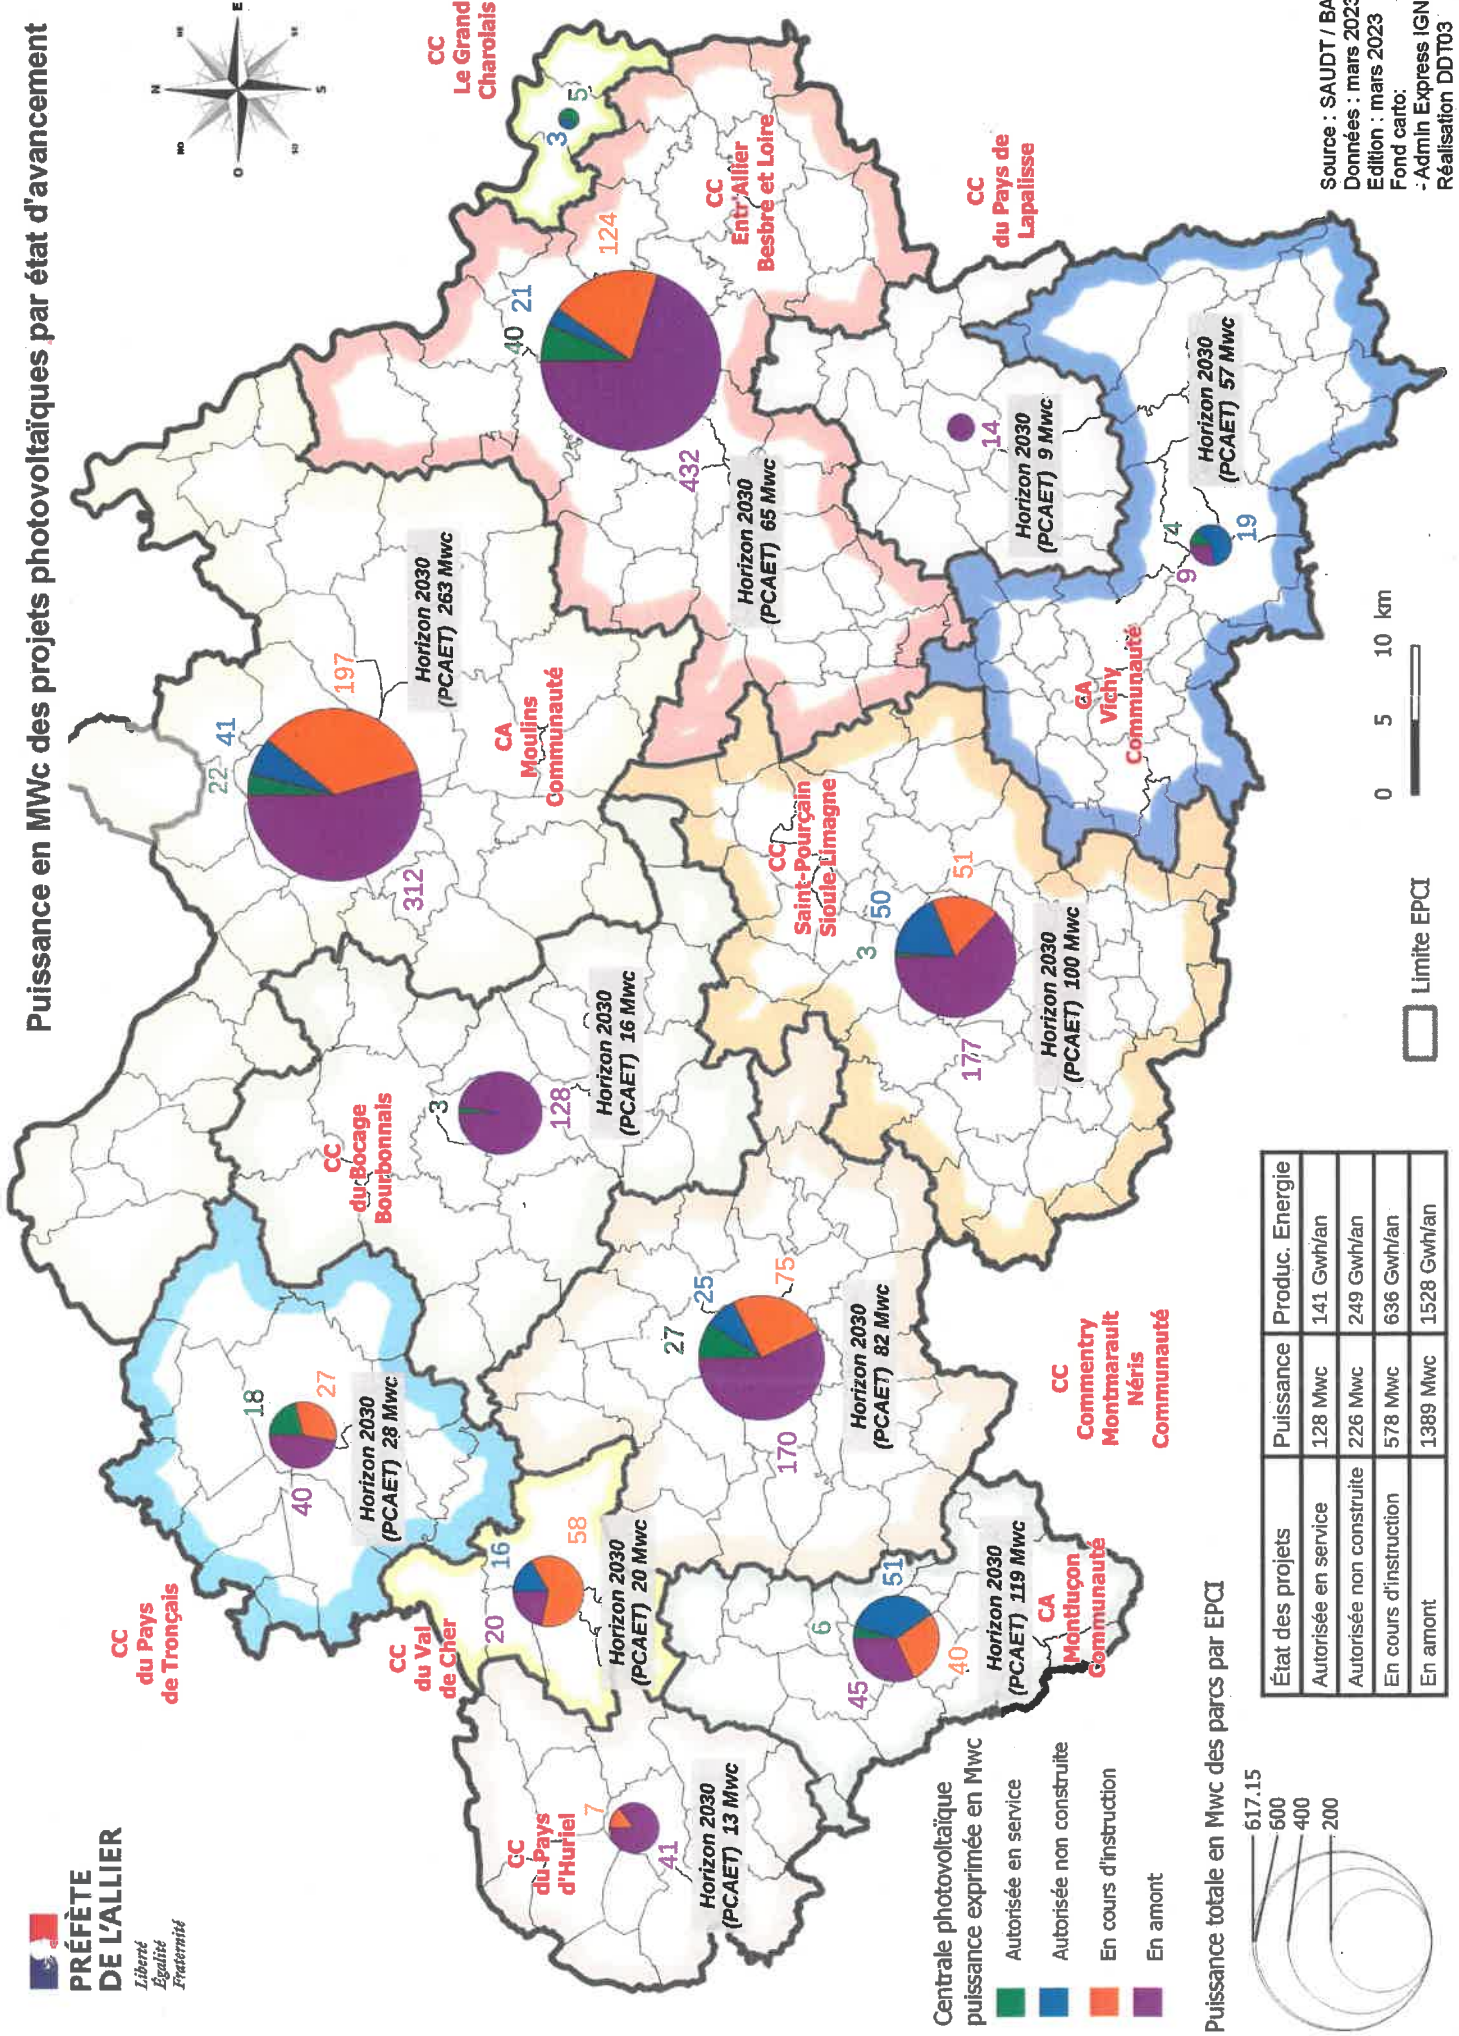 Puissance en MWc des projets photovoltaïques par état d'avancement
PRÉFÈTE
DE L'ALLIER
Liberté
Égalité
Fraternité
N
NE
E
SE
S
SO
O
NO
CC
du Pays
de Tronçais
18
27
40
Horizon 2030
(PCAET) 28 Mwc
CC
du Val
de Cher
16
58
20
Horizon 2030
(PCAET) 20 Mwc
CC
du Pays
d'Huriel
7
41
Horizon 2030
(PCAET) 13 Mwc
CC
du Bocage
Bourbonnais
3
128
Horizon 2030
(PCAET) 16 Mwc
22
41
197
312
Horizon 2030
(PCAET) 263 Mwc
CA
Moulins
Communauté
CC
Le Grand
Charolais
3
5
40
21
124
432
CC
Entr'Allier
Besbre et Loire
Horizon 2030
(PCAET) 65 Mwc
CC
du Pays de
Lapalisse
14
Horizon 2030
(PCAET) 9 Mwc
Horizon 2030
(PCAET) 57 Mwc
4
19
9
CA
Vichy
Communauté
CC
Saint-Pourçain
Sioule Limagne
3
50
51
177
Horizon 2030
(PCAET) 100 Mwc
27
25
75
170
Horizon 2030
(PCAET) 82 Mwc
CC
Commentry
Montmarault
Néris
Communauté
6
51
40
45
Horizon 2030
(PCAET) 119 Mwc
CA
Montluçon
Communauté
Centrale photovoltaïque
puissance exprimée en Mwc
Autorisée en service
Autorisée non construite
En cours d'instruction
En amont
Puissance totale en Mwc des parcs par EPCI
617.15
600
400
200
État des projets Puissance Produc. Energie
Autorisée en service 128 Mwc 141 Gwh/an
Autorisée non construite 226 Mwc 249 Gwh/an
En cours d'instruction 578 Mwc 636 Gwh/an
En amont 1389 Mwc 1528 Gwh/an
Limite EPCI
0 5 10 km
Source : SAUDT / BA
Données : mars 2023
Edition : mars 2023
Fond carto:
- Admin Express IGN
Réalisation DDT03